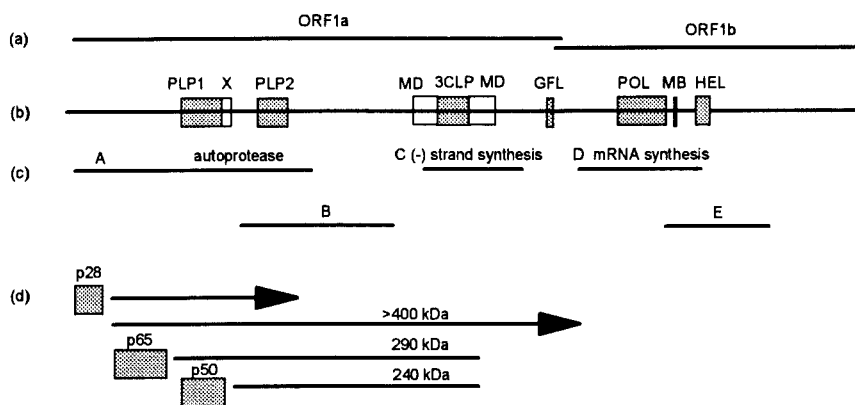 (a) ORF1a ORF1b
PLP1 X PLP2 MD 3CLP MD GFL POL MB HEL
(b)
(c) A autoprotease C (-) strand synthesis D mRNA synthesis
B E
p28
(d)
>400 kDa
p65 290 kDa
p50 240 kDa